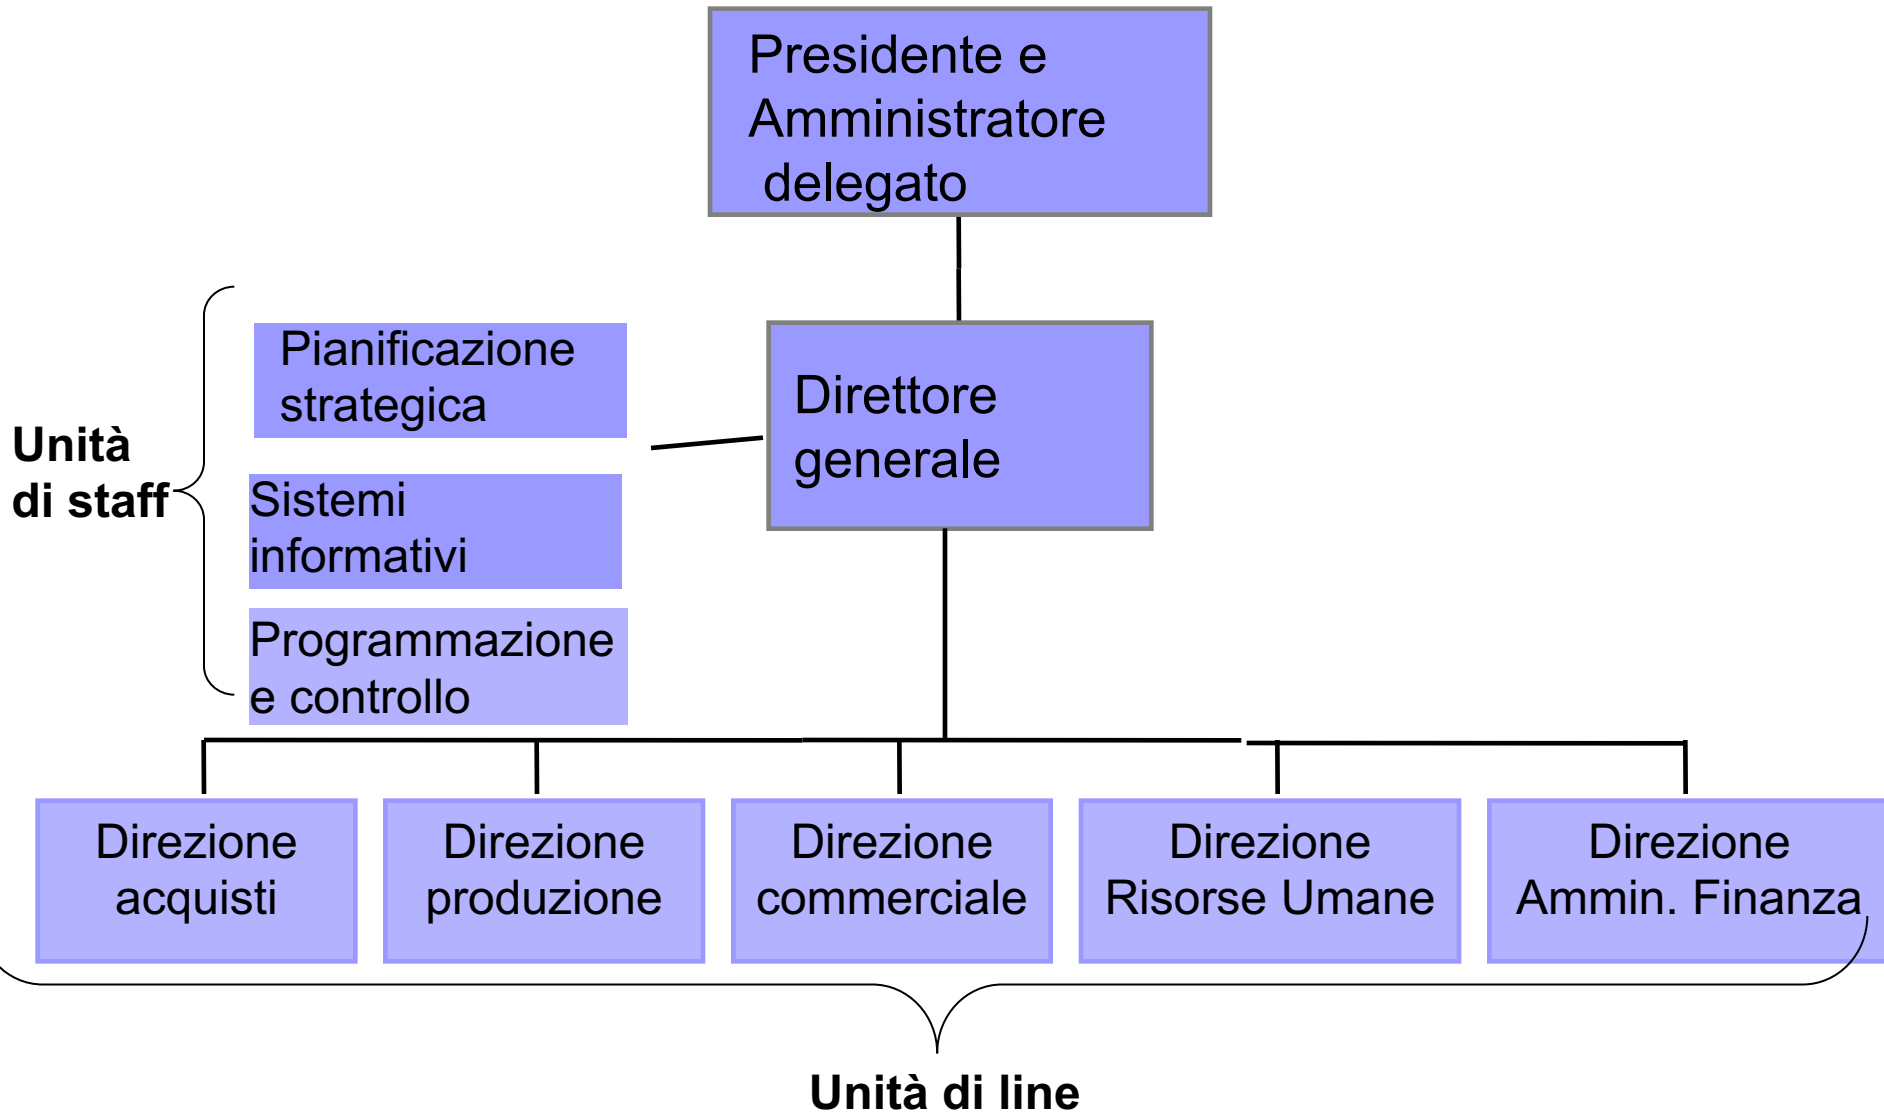 Presidente e
Amministratore
delegato
Pianificazione
strategica
Direttore
generale
Unità
di staff
Sistemi
informativi
Programmazione
e controllo
Direzione
acquisti
Direzione
produzione
Direzione
commerciale
Direzione
Risorse Umane
Direzione
Ammin. Finanza
Unità di line